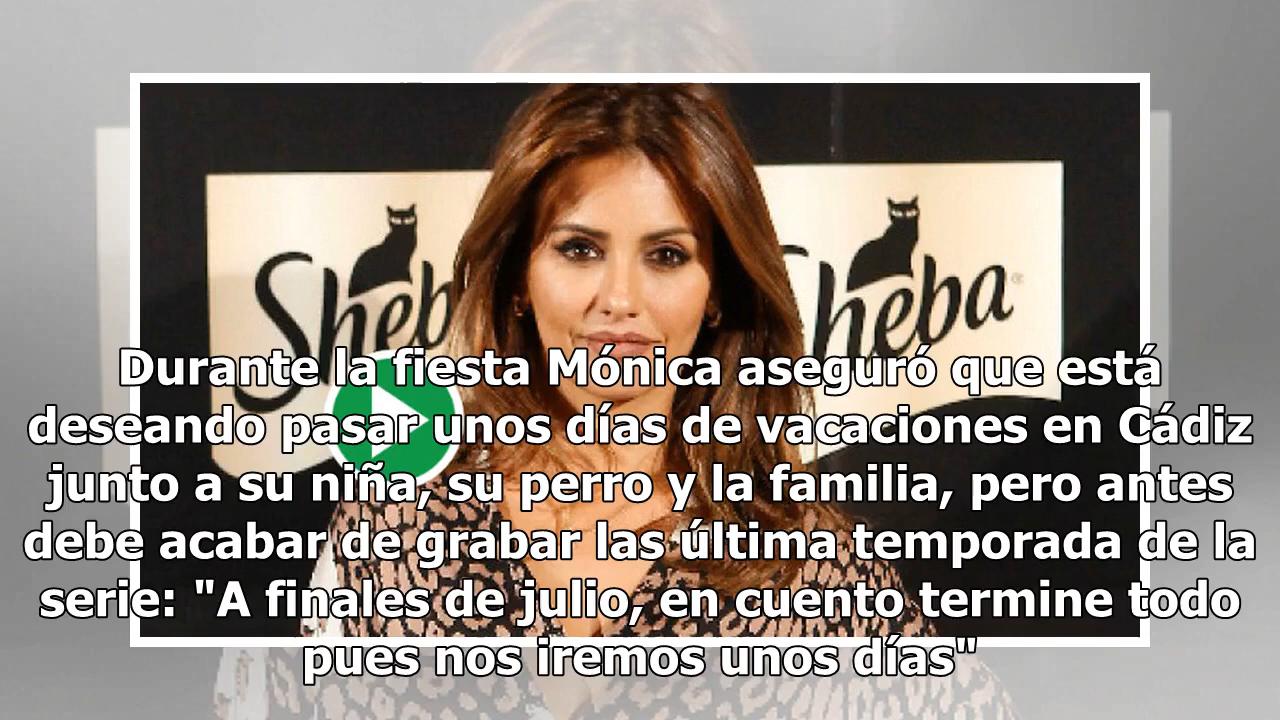 Sheba
Sheba
Durante la fiesta Mónica aseguró que está
deseando pasar unos días de vacaciones en Cádiz
junto a su niña, su perro y la familia, pero antes
debe acabar de grabar las última temporada de la
serie: "A finales de julio, en cuento termine todo
pues nos iremos unos días"